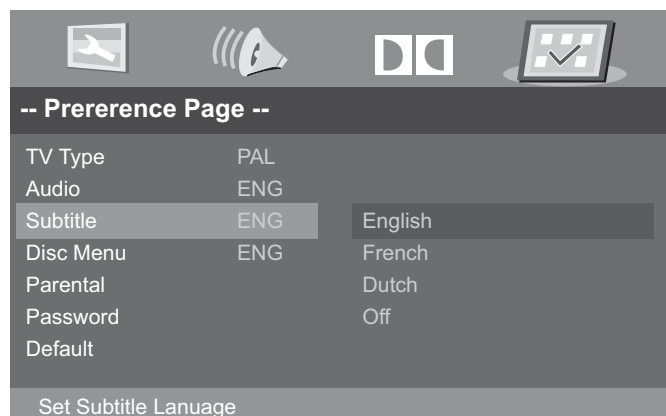 -- Prererence Page --
TV Type PAL
Audio ENG
Subtitle ENG English
Disc Menu ENG French
Parental Dutch
Password Off
Default
Set Subtitle Lanuage